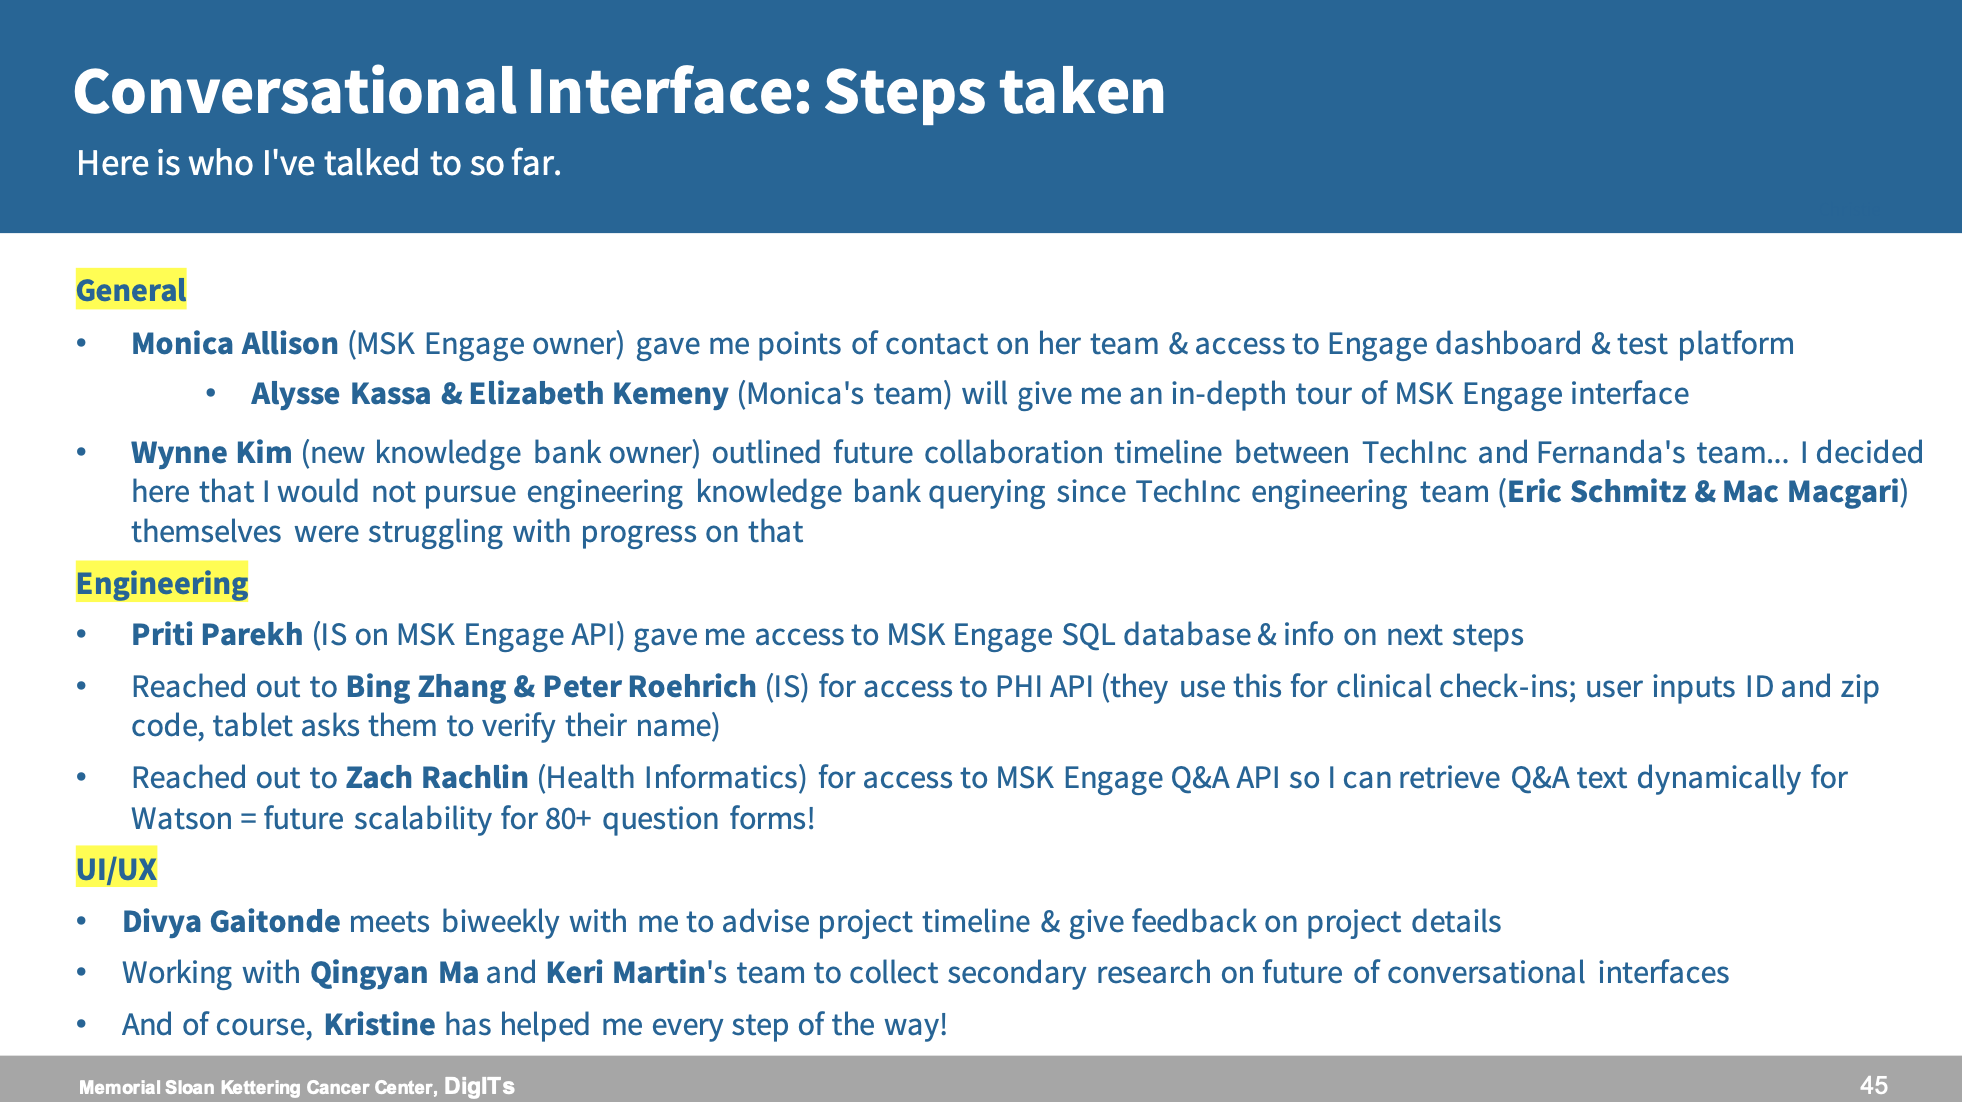 Conversational Interface: Steps taken
Here is who I've talked to so far.
General
• Monica Allison (MSK Engage owner) gave me points of contact on her team & access to Engage dashboard & test platform
• Alysse Kassa & Elizabeth Kemeny (Monica's team) will give me an in-depth tour of MSK Engage interface
• Wynne Kim (new knowledge bank owner) outlined future collaboration timeline between TechInc and Fernanda's team... I decided
here that I would not pursue engineering knowledge bank querying since TechInc engineering team (Eric Schmitz & Mac Macgari)
themselves were struggling with progress on that
Engineering
• Priti Parekh (IS on MSK Engage API) gave me access to MSK Engage SQL database & info on next steps
• Reached out to Bing Zhang & Peter Roehrich (IS) for access to PHI API (they use this for clinical check-ins; user inputs ID and zip
code, tablet asks them to verify their name)
• Reached out to Zach Rachlin (Health Informatics) for access to MSK Engage Q&A API so I can retrieve Q&A text dynamically for
Watson = future scalability for 80+ question forms!
UI/UX
• Divya Gaitonde meets biweekly with me to advise project timeline & give feedback on project details
• Working with Qingyan Ma and Keri Martin's team to collect secondary research on future of conversational interfaces
• And of course, Kristine has helped me every step of the way!
Memorial Sloan Kettering Cancer Center, DigITs
45